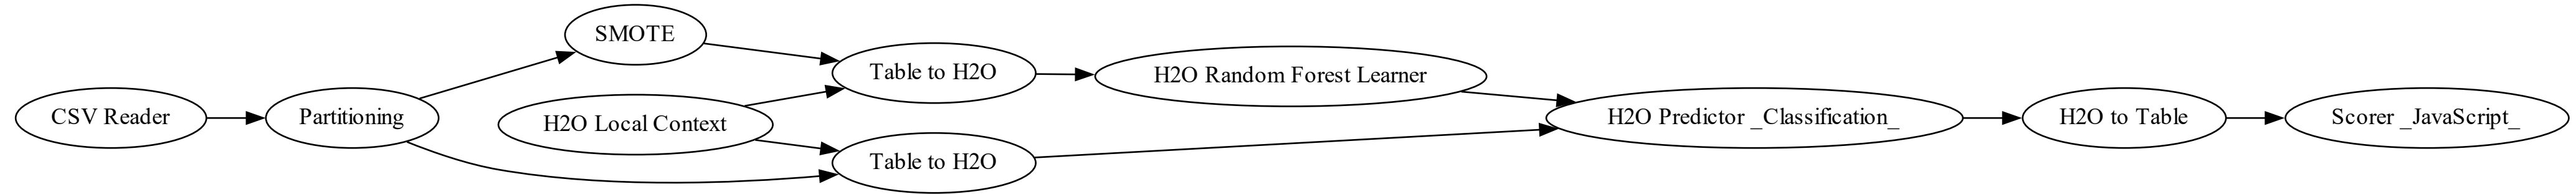 CSV Reader
Partitioning
SMOTE
H2O Local Context
Table to H2O
Table to H2O
H2O Random Forest Learner
H2O Predictor _Classification_
H2O to Table
Scorer _JavaScript_